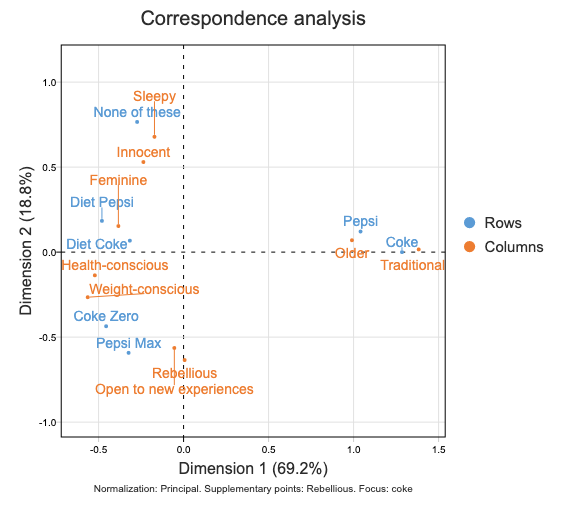 Correspondence analysis
Dimension 2 (18.8%)
1.0
0.5
0.0
-0.5
-1.0
Sleepy
None of these
Innocent
Feminine
Diet Pepsi
Pepsi
Diet Coke
Coke
Older
Health-conscious
Traditional
Weight-conscious
Coke Zero
Pepsi Max
Rebellious
Open to new experiences
Rows
Columns
-0.5
0.0
0.5
1.0
1.5
Dimension 1 (69.2%)
Normalization: Principal. Supplementary points: Rebellious. Focus: coke